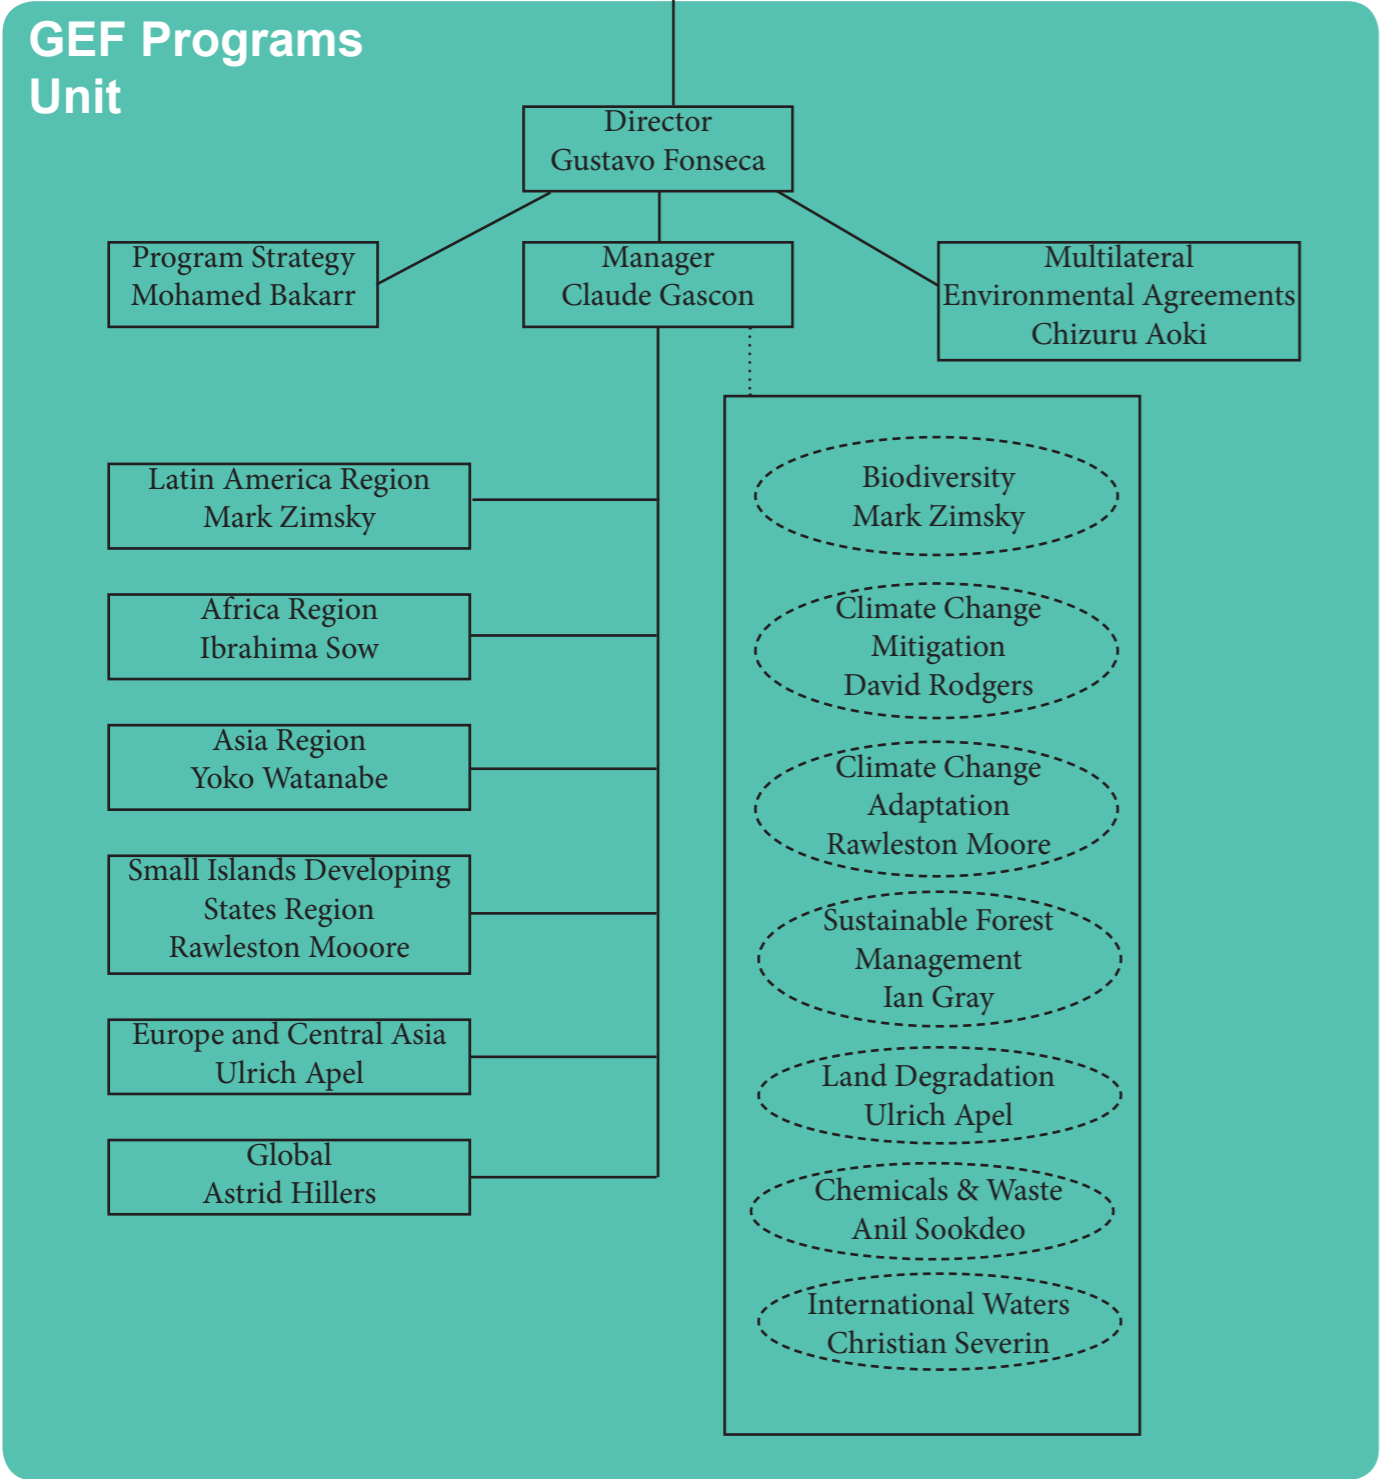 GEF Programs
Unit
Director
Gustavo Fonseca
Program Strategy
Mohamed Bakarr
Manager
Claude Gascon
Multilateral
Environmental Agreements
Chizuru Aoki
Latin America Region
Mark Zimsky
Africa Region
Ibrahima Sow
Asia Region
Yoko Watanabe
Small Islands Developing
States Region
Rawleston Mooore
Europe and Central Asia
Ulrich Apel
Global
Astrid Hillers
Biodiversity
Mark Zimsky
Climate Change
Mitigation
David Rodgers
Climate Change
Adaptation
Rawleston Moore
Sustainable Forest
Management
Ian Gray
Land Degradation
Ulrich Apel
Chemicals & Waste
Anil Sookdeo
International Waters
Christian Severin